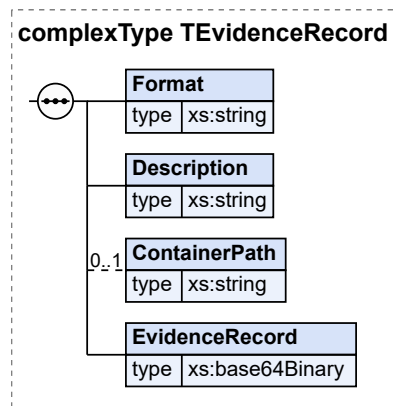 complexType TEvidenceRecord
Format
type xs:string
Description
type xs:string
0..1
ContainerPath
type xs:string
EvidenceRecord
type xs:base64Binary